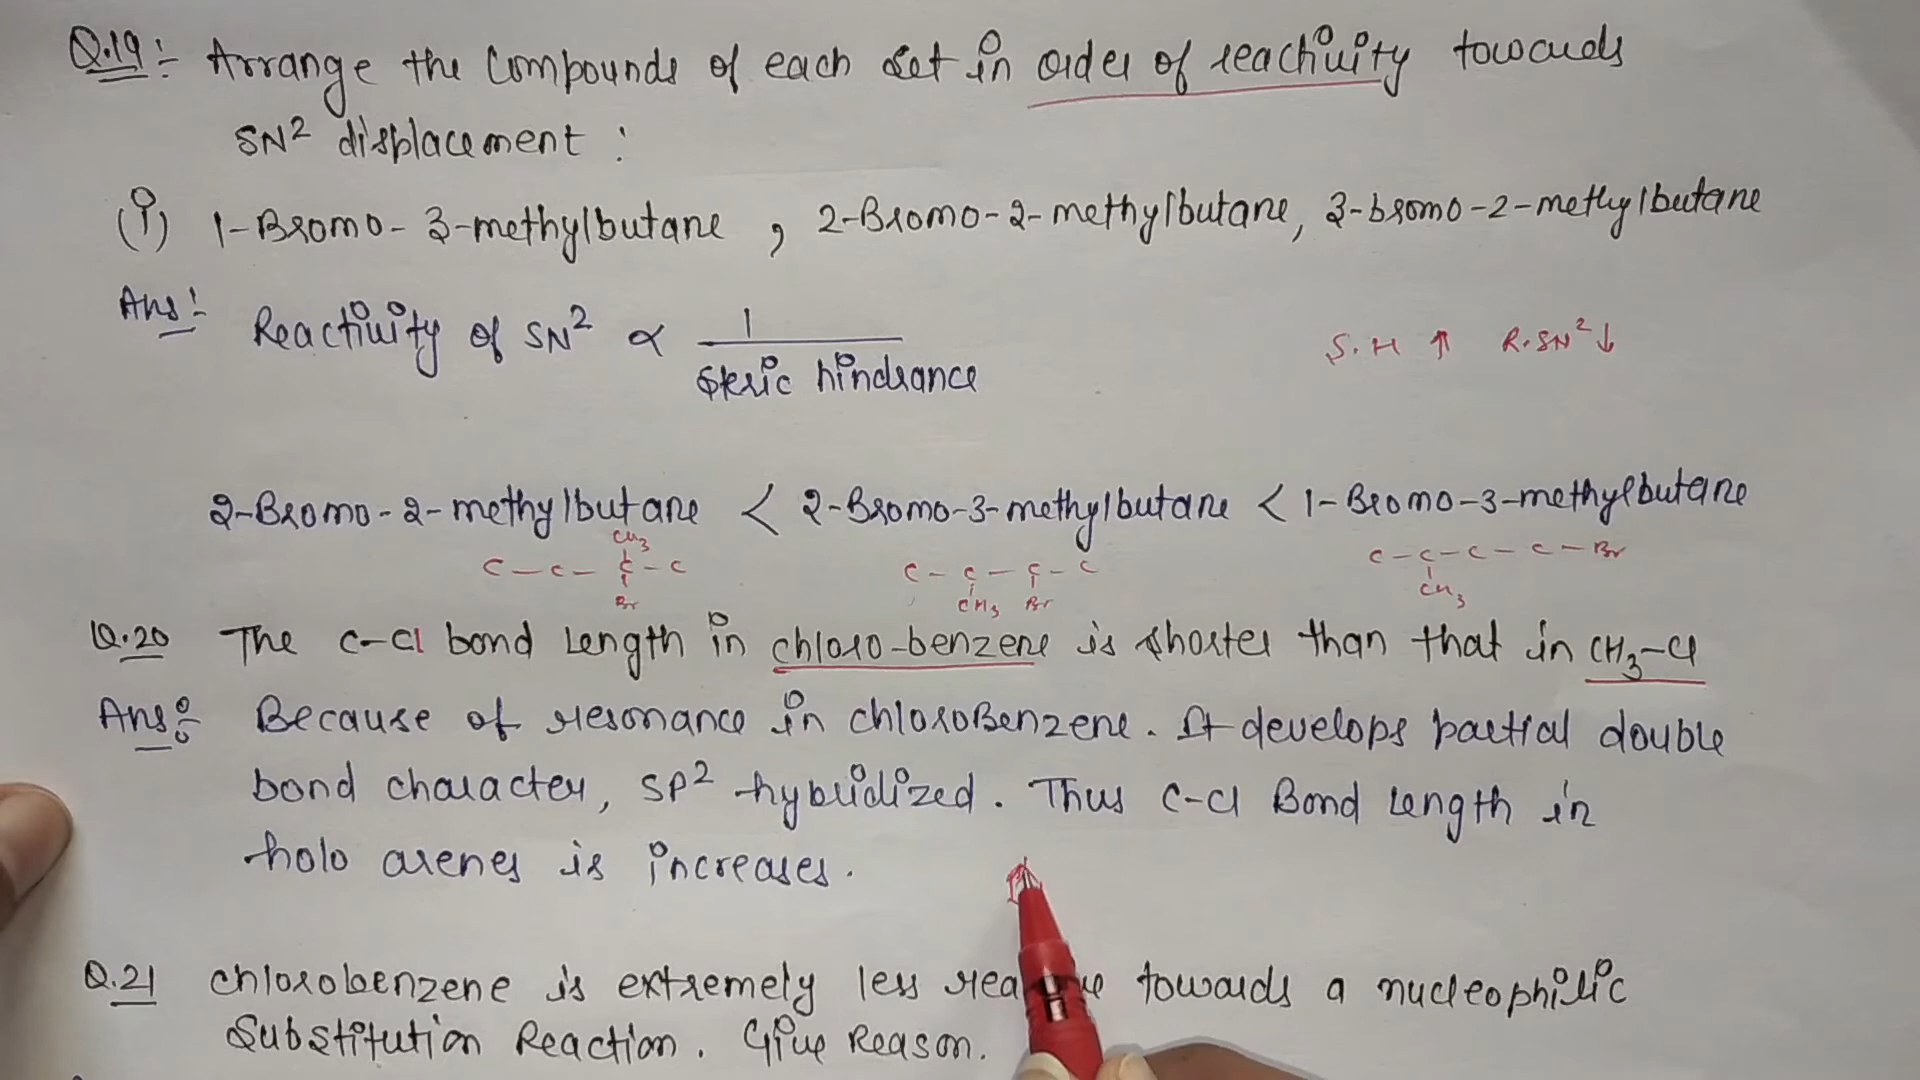 Q.19:- Arrange the Compounds of each set in order of reactivity towards
SN² displacement :
(i) 1-Bromo-3-methylbutane , 2-Bromo-2-methylbutane, 3-bromo-2-methylbutane
Ans:- Reactivity of SN² ∝ 1
Steric hindrance
S.H ↑ R.SN² ↓
2-Bromo-2-methylbutane < 2-Bromo-3-methylbutane < 1-Bromo-3-methylbutane
CH₃
C-C-C-C
Br
C-C-C-C
CH₃ Br
C-C-C-C-Br
CH₃
Q.20 The C-Cl bond Length in chloro-benzene is shorter than that in CH₃-Cl
Ans:- Because of resonance in chloroBenzene. It develops partial double
bond character, SP² hybridized. Thus C-Cl Bond Length in
holo arenes is increases.
Q.21 chlorobenzene is extremely less towards a nucleophilic
Substitution Reaction. Give Reason.